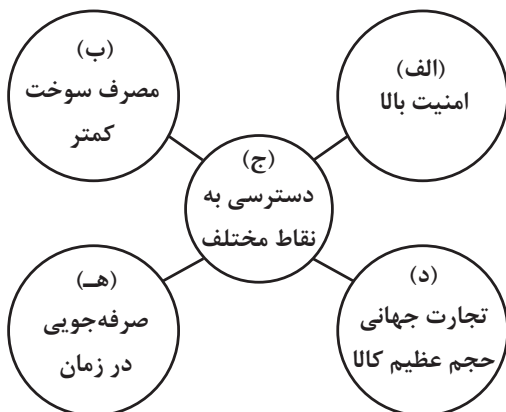 (الف)
امنیت بالا
(ب)
مصرف سوخت
کمتر
(ج)
دسترسی به
نقاط مختلف
(د)
تجارت جهانی
حجم عظیم کالا
(هـ)
صرفه‌جویی
در زمان